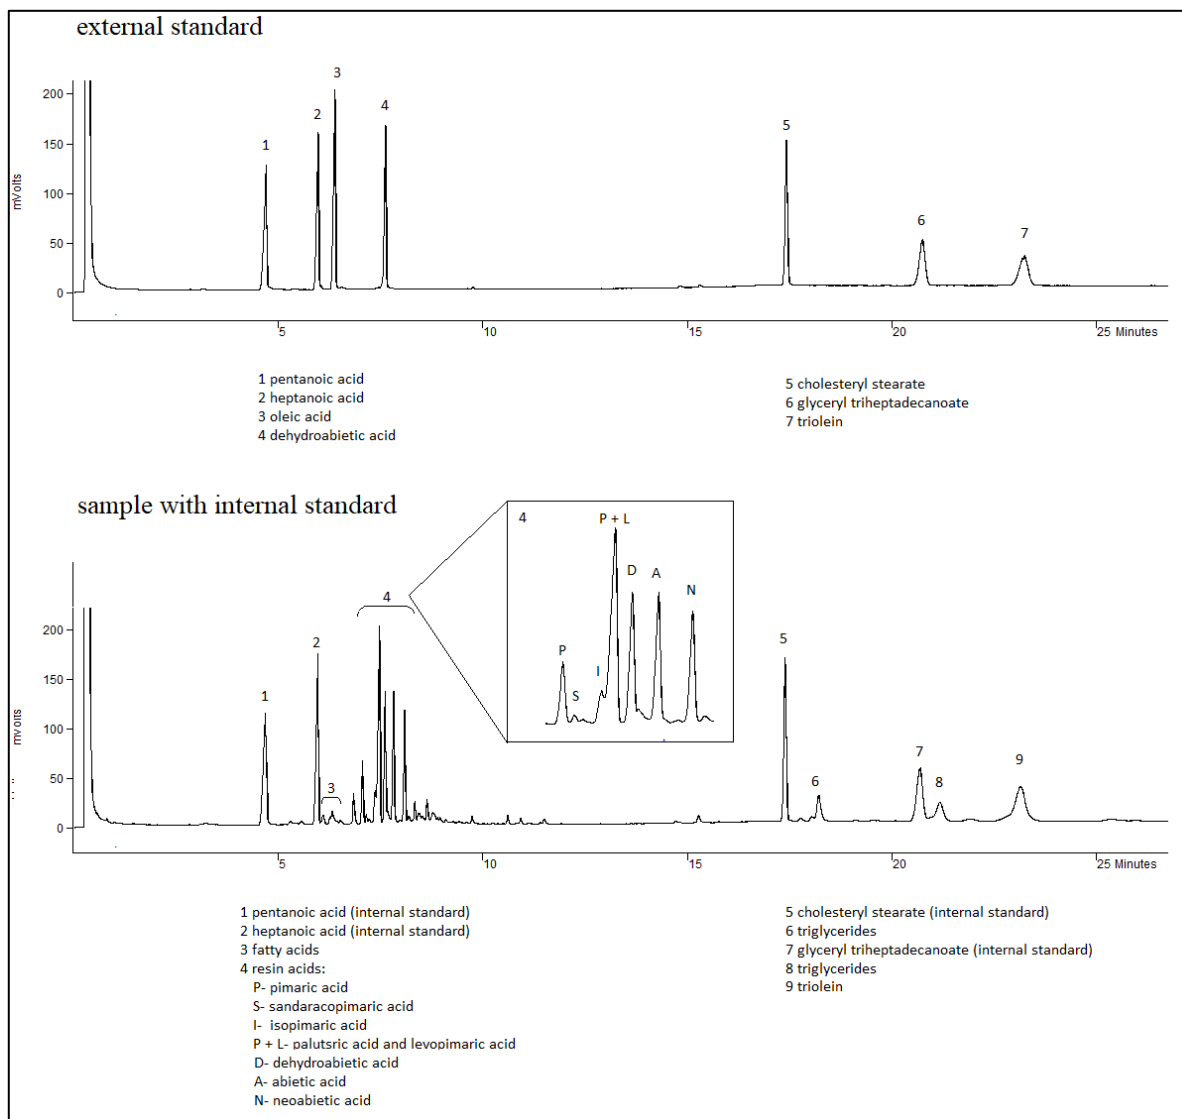 external standard
200
150
100
50
0
mVolts
1
2
3
4
5
6
7
5
10
15
20
25 Minutes
1 pentanoic acid
2 heptanoic acid
3 oleic acid
4 dehydroabietic acid
5 cholesteryl stearate
6 glyceryl triheptadecanoate
7 triolein
sample with internal standard
4
P
S
I
P + L
D
A
N
200
150
100
50
0
mVolts
1
2
3
4
5
6
7
8
9
5
10
15
20
25 Minutes
1 pentanoic acid (internal standard)
2 heptanoic acid (internal standard)
3 fatty acids
4 resin acids:
P- pimaric acid
S- sandaracopimaric acid
I- isopimaric acid
P + L- palutsric acid and levopimaric acid
D- dehydroabietic acid
A- abietic acid
N- neoabietic acid
5 cholesteryl stearate (internal standard)
6 triglycerides
7 glyceryl triheptadecanoate (internal standard)
8 triglycerides
9 triolein